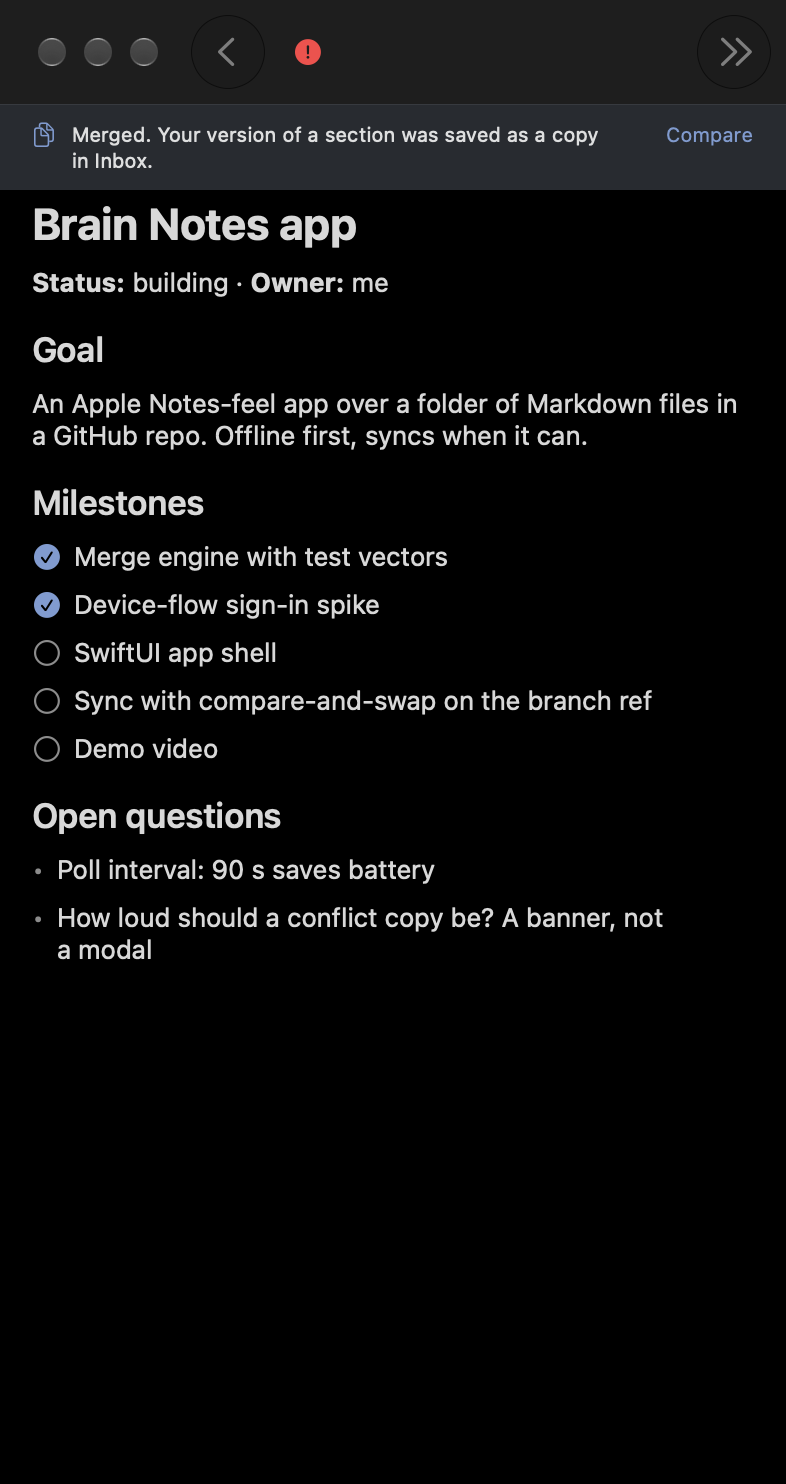 Merged. Your version of a section was saved as a copy
in Inbox.
Compare
Brain Notes app
Status: building · Owner: me
Goal
An Apple Notes-feel app over a folder of Markdown files in
a GitHub repo. Offline first, syncs when it can.
Milestones
Merge engine with test vectors
Device-flow sign-in spike
SwiftUI app shell
Sync with compare-and-swap on the branch ref
Demo video
Open questions
• Poll interval: 90 s saves battery
• How loud should a conflict copy be? A banner, not
a modal